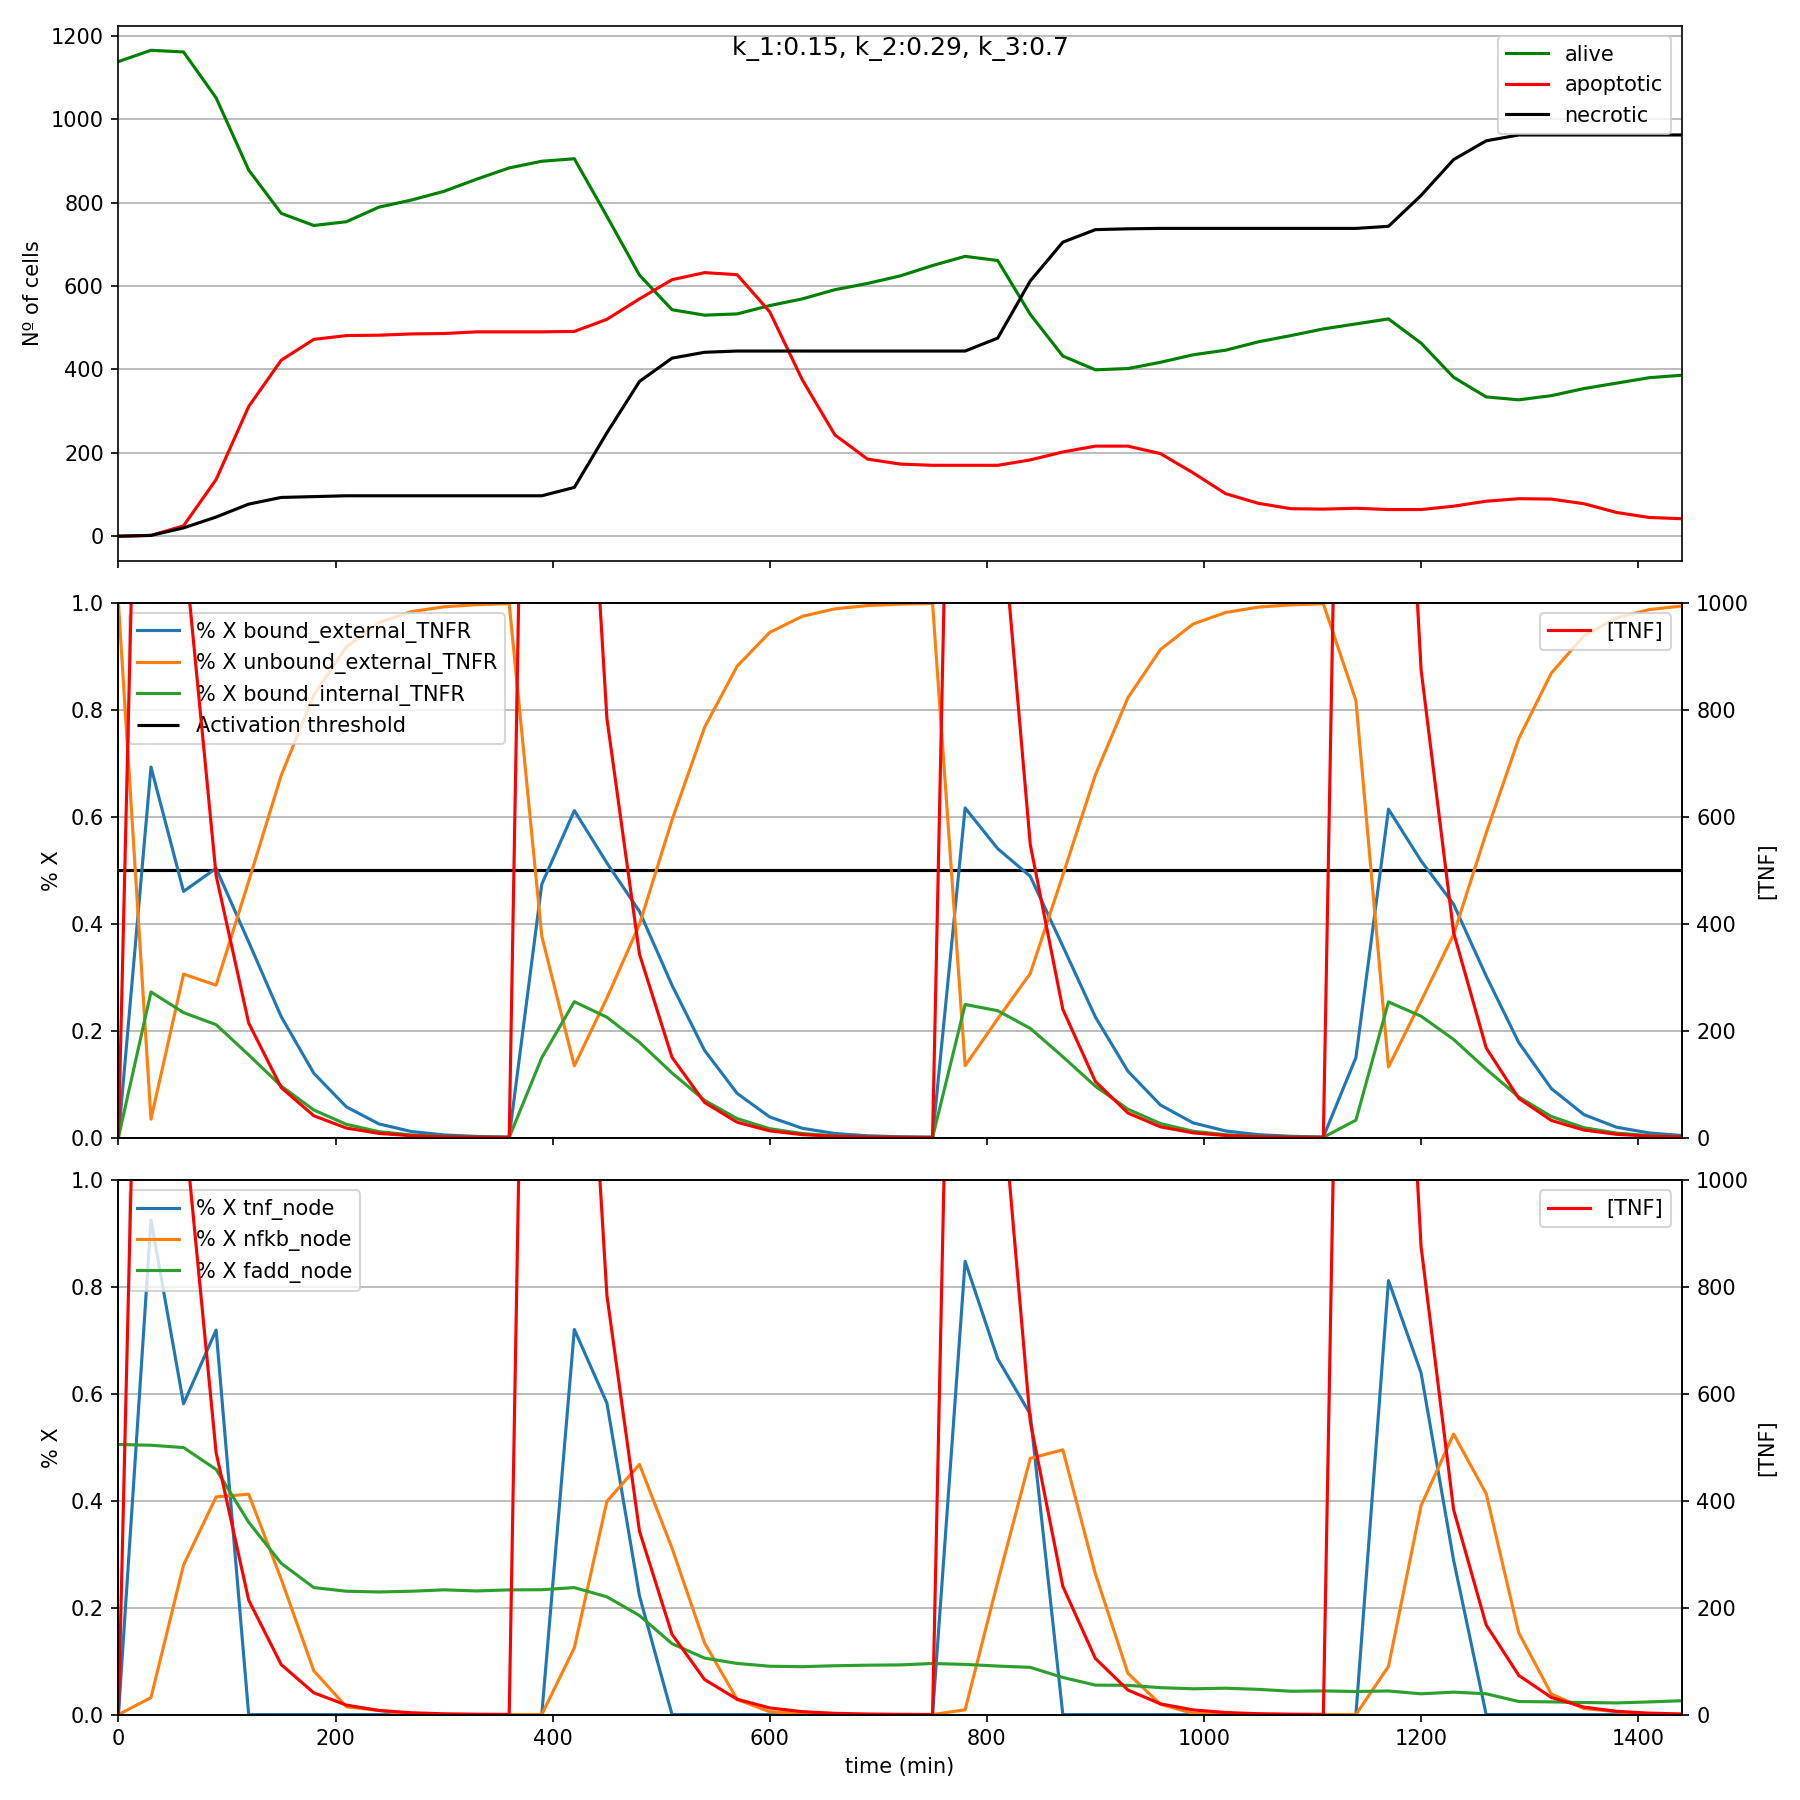 k_1:0.15, k_2:0.29, k_3:0.7
1200
1000
800
600
400
200
0
Nº of cells
alive
apoptotic
necrotic
1.0
0.8
0.6
0.4
0.2
0.0
% X
% X bound_external_TNFR
% X unbound_external_TNFR
% X bound_internal_TNFR
Activation threshold
[TNF]
1000
800
600
400
200
0
[TNF]
1.0
0.8
0.6
0.4
0.2
0.0
% X
% X tnf_node
% X nfkb_node
% X fadd_node
[TNF]
1000
800
600
400
200
0
[TNF]
0 200 400 600 800 1000 1200 1400
time (min)